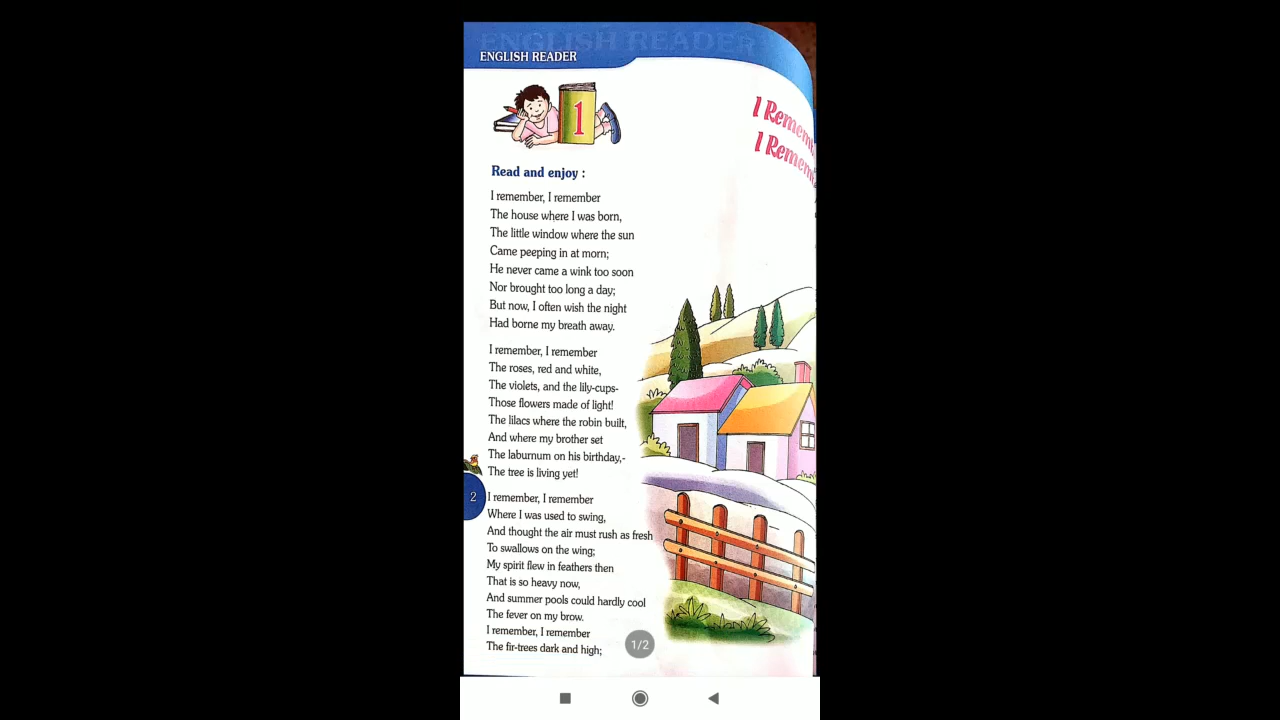 ENGLISH READER
ENGLISH READER
1
I Remem
I Remem
Read and enjoy :
I remember, I remember
The house where I was born,
The little window where the sun
Came peeping in at morn;
He never came a wink too soon
Nor brought too long a day;
But now, I often wish the night
Had borne my breath away.
I remember, I remember
The roses, red and white,
The violets, and the lily-cups-
Those flowers made of light!
The lilacs where the robin built,
And where my brother set
The laburnum on his birthday,-
The tree is living yet!
2
I remember, I remember
Where I was used to swing,
And thought the air must rush as fresh
To swallows on the wing;
My spirit flew in feathers then
That is so heavy now,
And summer pools could hardly cool
The fever on my brow.
I remember, I remember
The fir-trees dark and high;
1/2